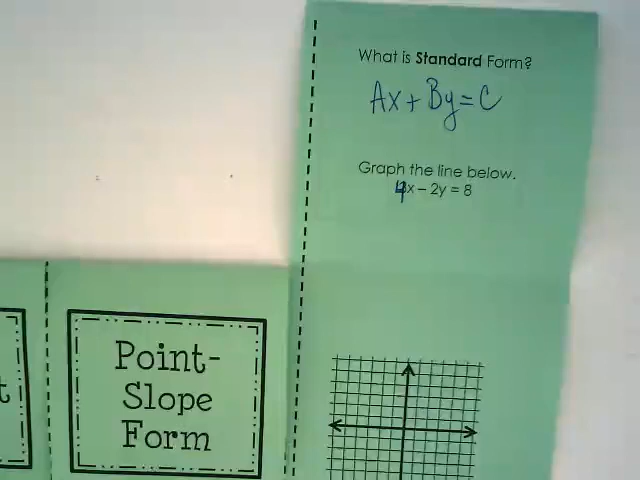 What is Standard Form?
Ax + By = C
Graph the line below.
4x – 2y = 8
Point-
Slope
Form
t